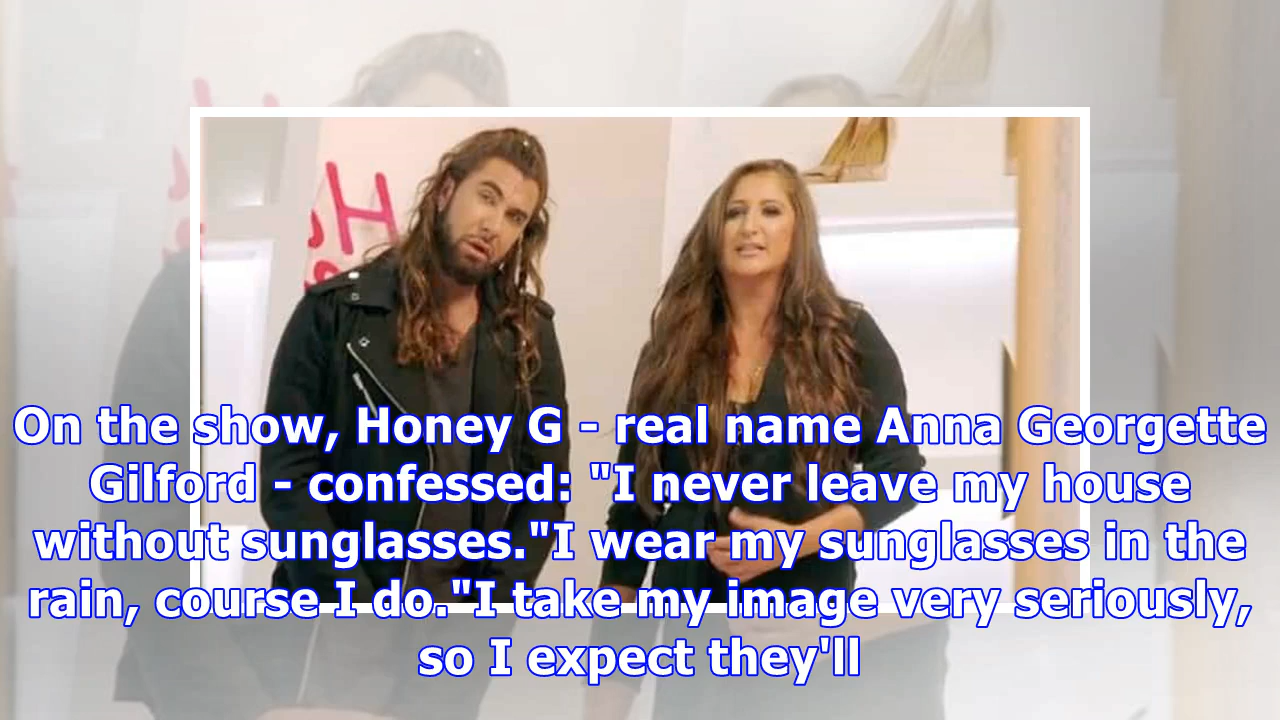 H
On the show, Honey G - real name Anna Georgette
Gilford - confessed: "I never leave my house
without sunglasses."I wear my sunglasses in the
rain, course I do."I take my image very seriously,
so I expect they'll